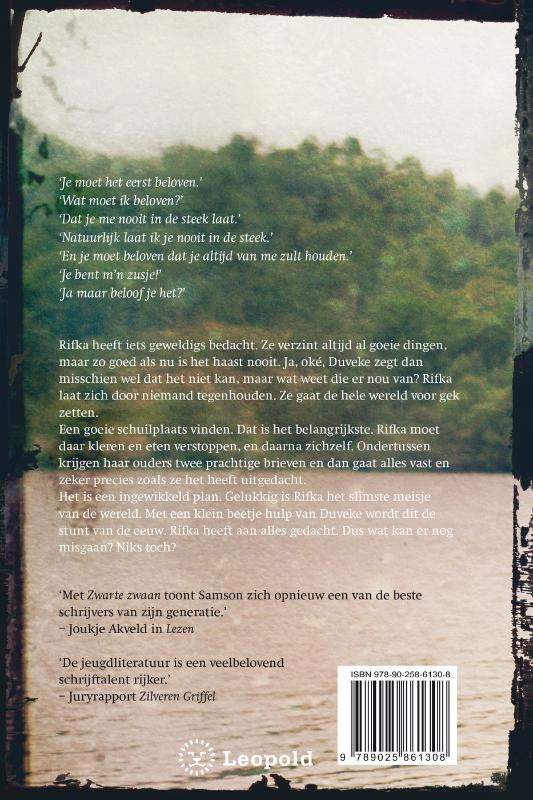 ‘Je moet het eerst beloven.’
‘Wat moet ik beloven?’
‘Dat je me nooit in de steek laat.’
‘Natuurlijk laat ik je nooit in de steek.’
‘En je moet beloven dat je altijd van me zult houden.’
‘Je bent m’n zusje!’
‘Ja maar beloof je het?’
Rifka heeft iets geweldigs bedacht. Ze verzint altijd al goeie dingen,
maar zo goed als nu is het haast nooit. Ja, oké, Duveke zegt dan
misschien wel dat het niet kan, maar wat weet die er nou van? Rifka
laat zich door niemand tegenhouden. Ze gaat de hele wereld voor gek
zetten.
Een goeie schuilplaats vinden. Dat is het belangrijkste. Rifka moet
daar kleren en eten verstoppen, en daarna zichzelf. Ondertussen
krijgen haar ouders twee prachtige brieven en dan gaat alles vast en
zeker precies zoals ze het heeft uitgedacht.
Het is een ingewikkeld plan. Gelukkig is Rifka het slimste meisje
van de wereld. Met een klein beetje hulp van Duveke wordt dit de
stunt van de eeuw. Rifka heeft aan alles gedacht. Dus wat kan er nog
misgaan? Niks toch?
‘Met Zwarte zwaan toont Samson zich opnieuw een van de beste
schrijvers van zijn generatie.’
– Joukje Akveld in Lezen
‘De jeugdliteratuur is een veelbelovend
schrijftalent rijker.’
– Juryrapport Zilveren Griffel
ISBN 978-90-258-6130-8
9 789025 861308
Leopold